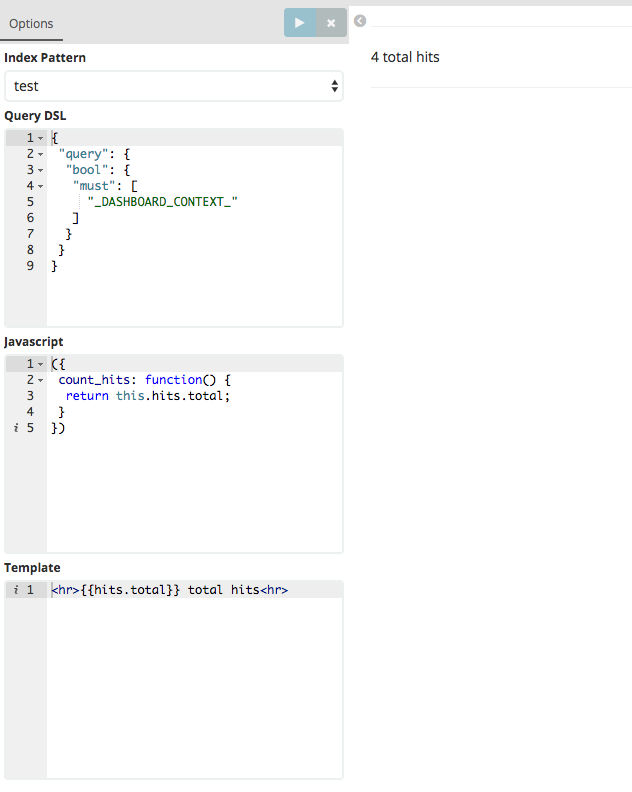 Options
Index Pattern
test
Query DSL
1 {
2 "query": {
3 "bool": {
4 "must": [
5 "_DASHBOARD_CONTEXT_"
6 ]
7 }
8 }
9 }
Javascript
1 ({
2 count_hits: function() {
3 return this.hits.total;
4 }
i 5 })
Template
i 1 <hr>{{hits.total}} total hits<hr>
4 total hits